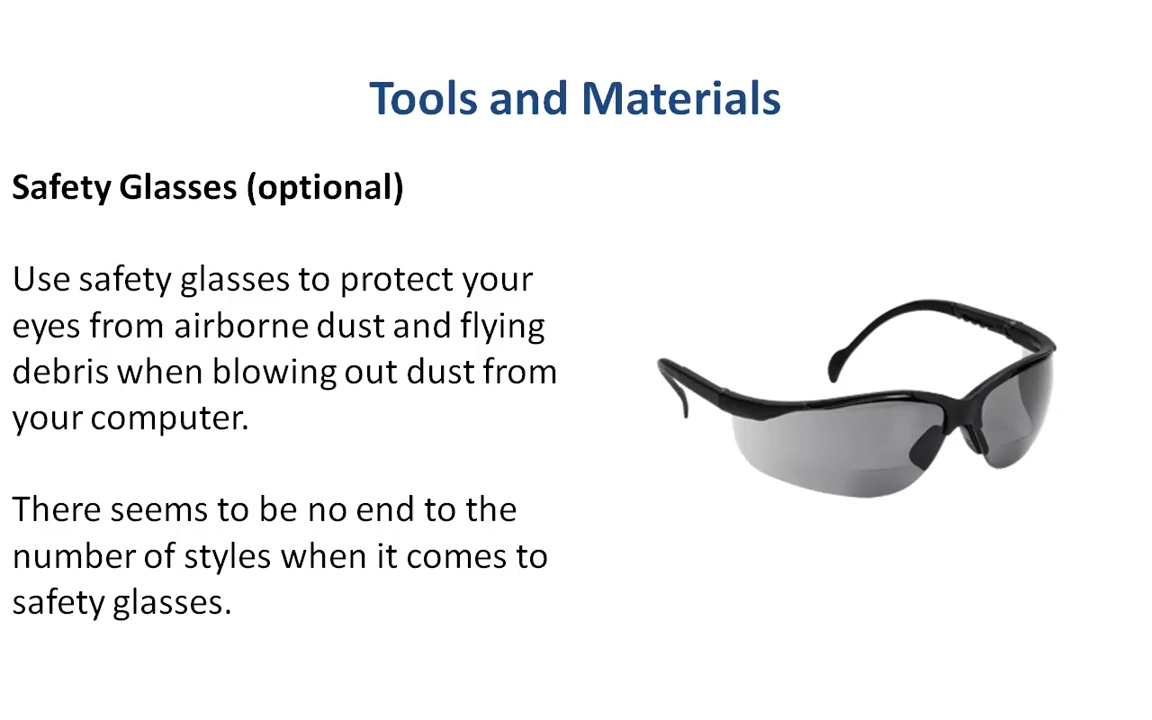 Tools and Materials
Safety Glasses (optional)
Use safety glasses to protect your
eyes from airborne dust and flying
debris when blowing out dust from
your computer.
There seems to be no end to the
number of styles when it comes to
safety glasses.